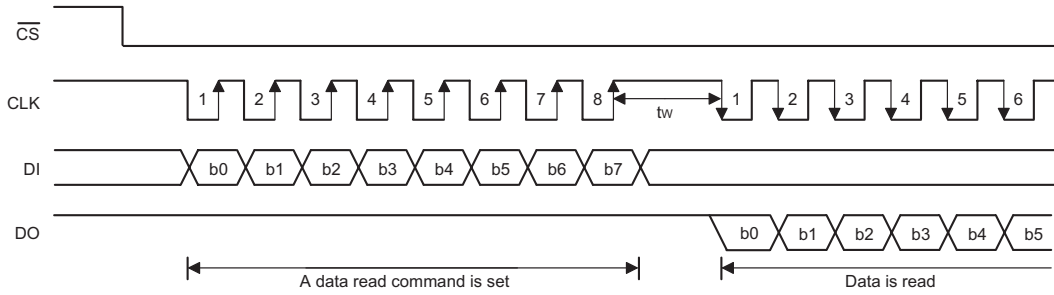 CS
CLK 1 2 3 4 5 6 7 8 tw 1 2 3 4 5 6
DI b0 b1 b2 b3 b4 b5 b6 b7
DO b0 b1 b2 b3 b4 b5
A data read command is set Data is read